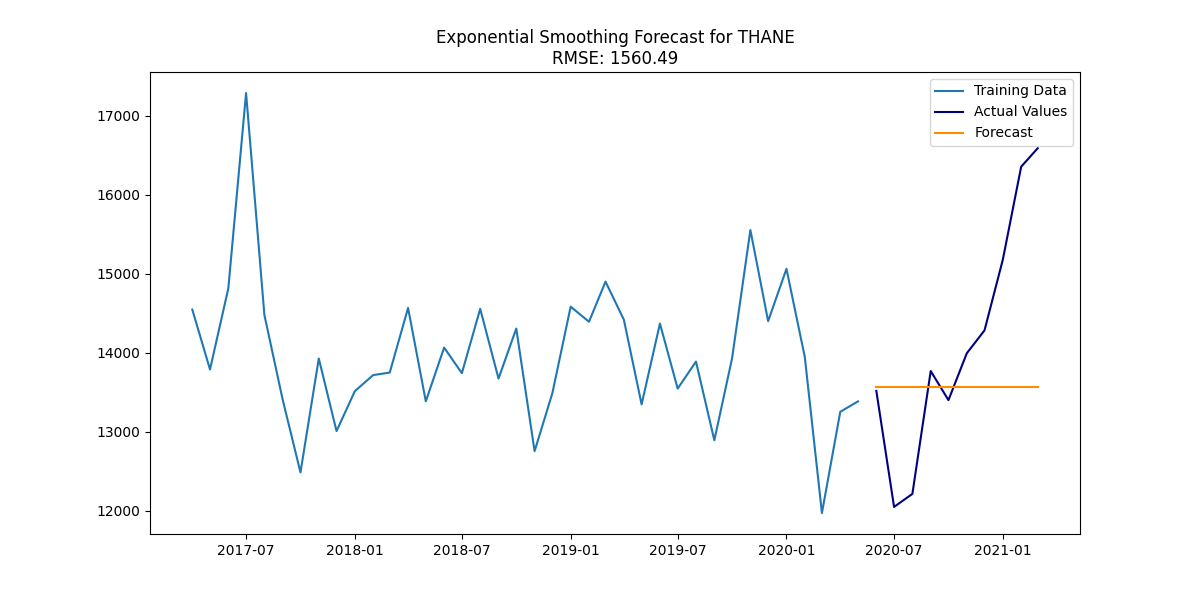 Exponential Smoothing Forecast for THANE
RMSE: 1560.49
Training Data
Actual Values
Forecast
17000
16000
15000
14000
13000
12000
2017-07
2018-01
2018-07
2019-01
2019-07
2020-01
2020-07
2021-01